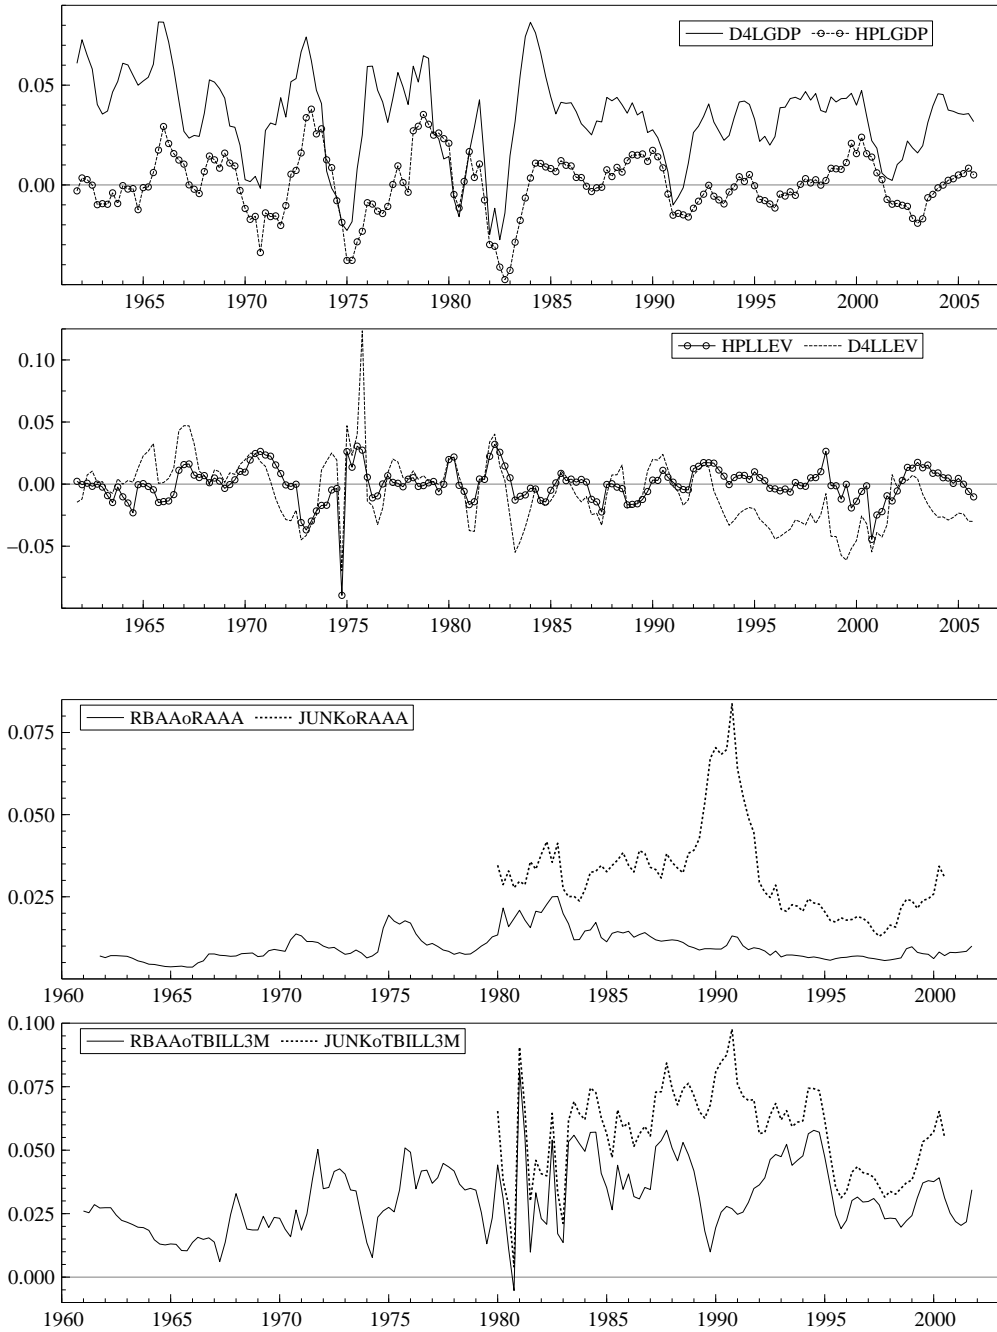 D4LGDP HPLGDP
0.05
0.00
1965 1970 1975 1980 1985 1990 1995 2000 2005
HPLLEV D4LLEV
0.10
0.05
0.00
−0.05
1965 1970 1975 1980 1985 1990 1995 2000 2005
RBAAoRAAA JUNKoRAAA
0.075
0.050
0.025
1960 1965 1970 1975 1980 1985 1990 1995 2000
0.100
RBAAoTBILL3M JUNKoTBILL3M
0.075
0.050
0.025
0.000
1960 1965 1970 1975 1980 1985 1990 1995 2000